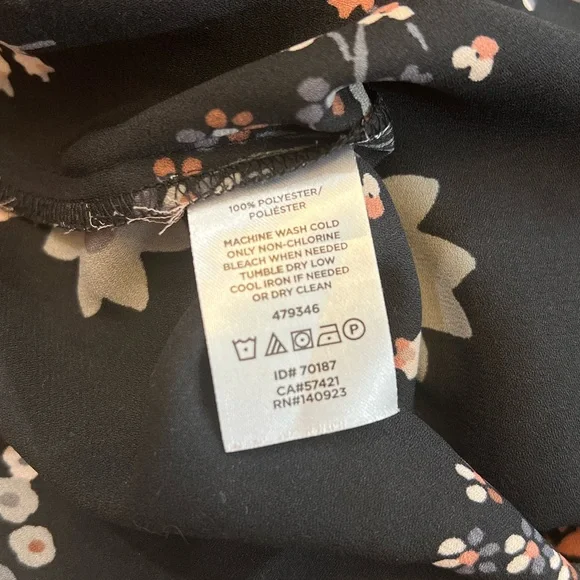 100% POLYESTER/
POLIÉSTER
MACHINE WASH COLD
ONLY NON-CHLORINE
BLEACH WHEN NEEDED
TUMBLE DRY LOW
COOL IRON IF NEEDED
OR DRY CLEAN
479346
P
ID# 70187
CA#57421
RN#140923